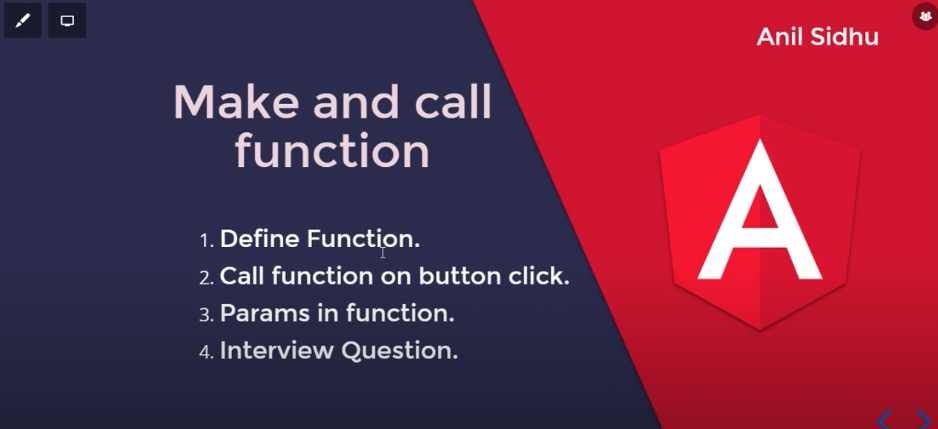 Anil Sidhu
Make and call
function
1. Define Function.
2. Call function on button click.
3. Params in function.
4. Interview Question.
A